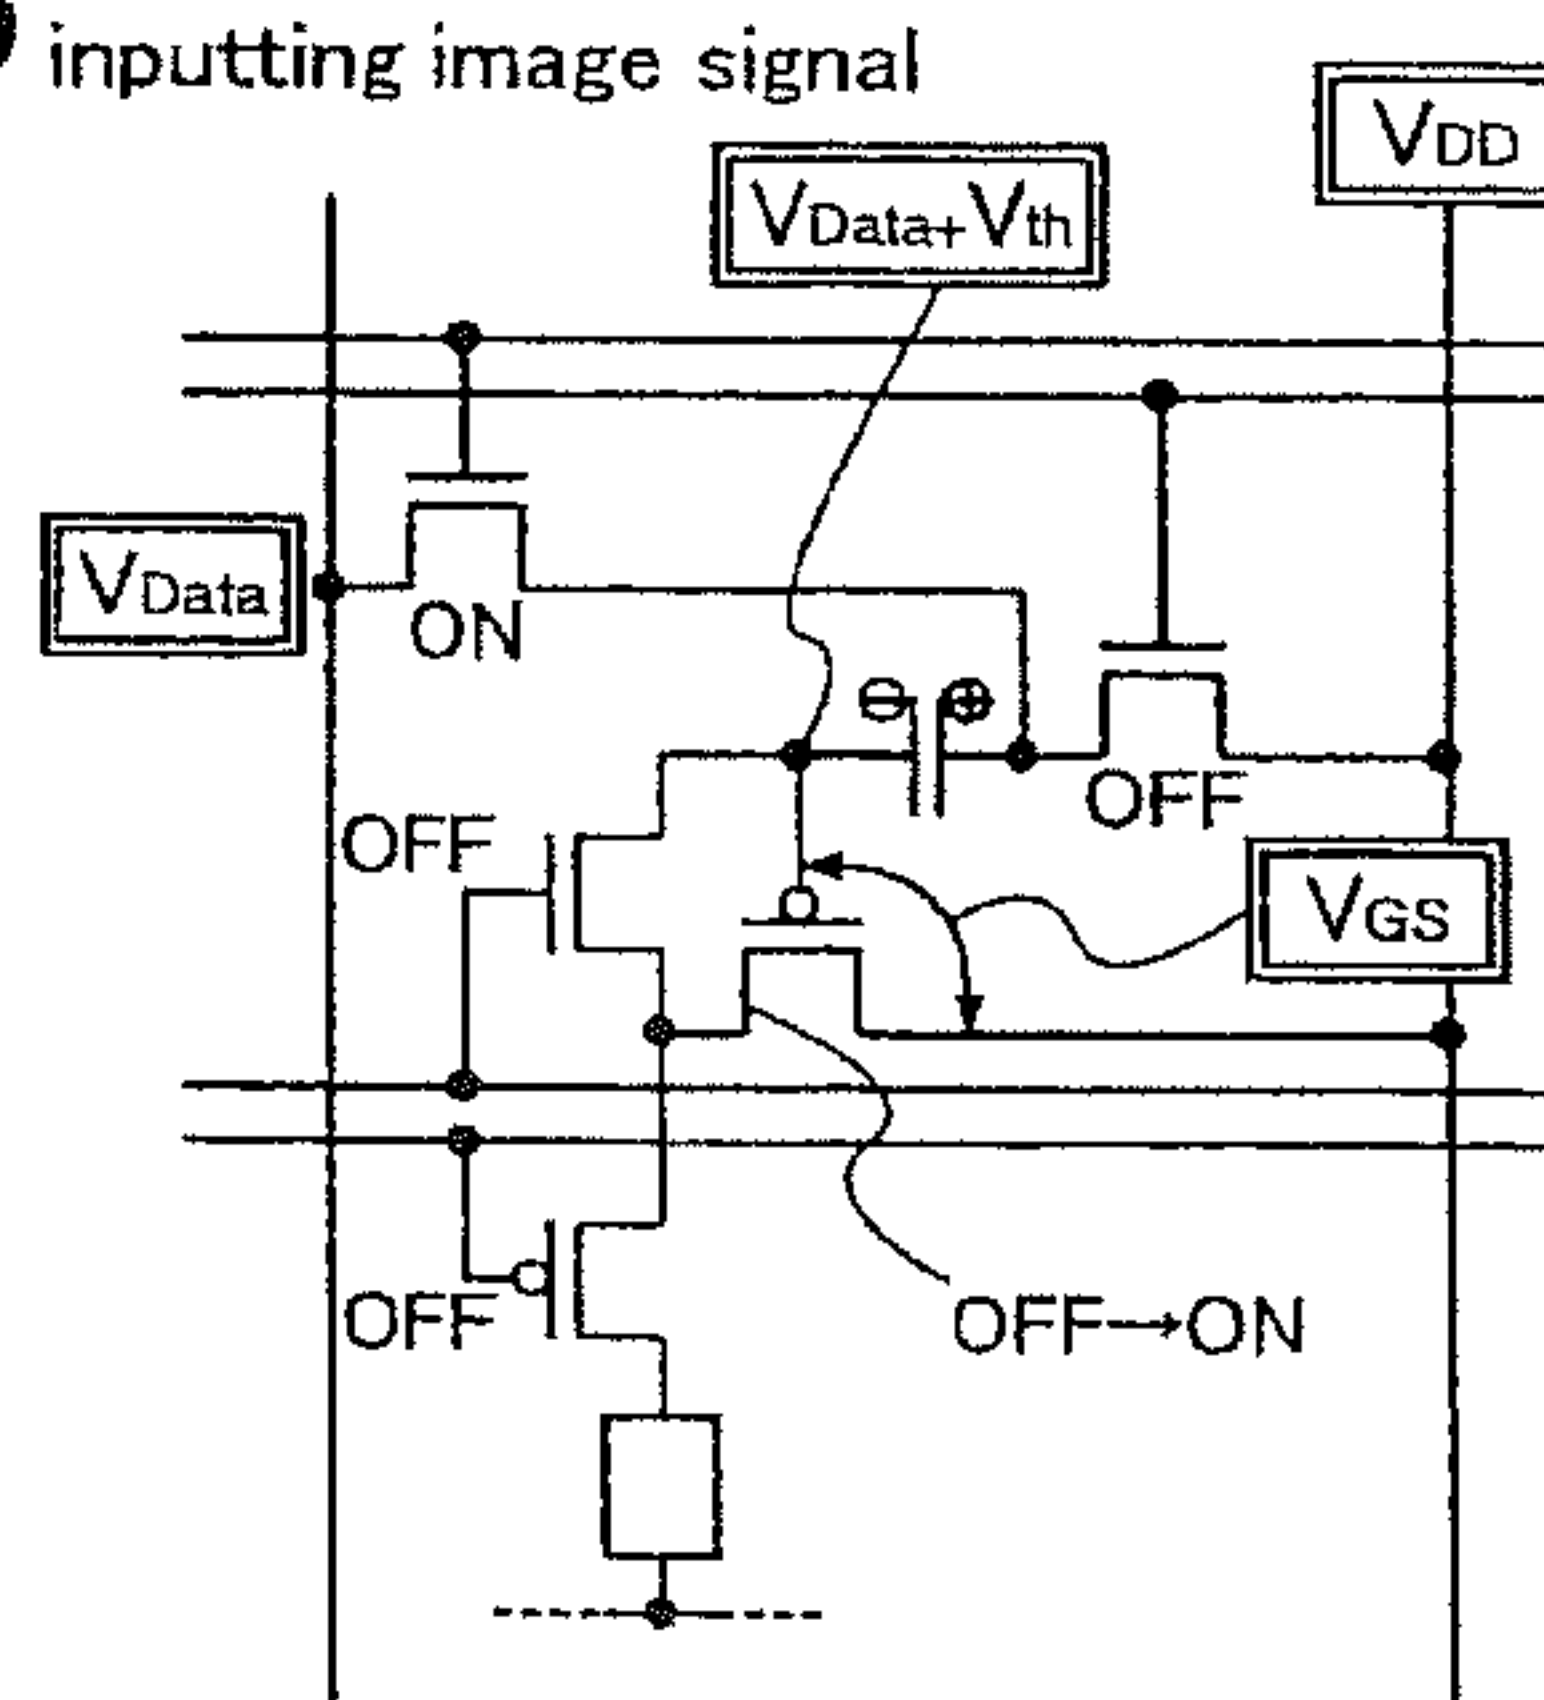 inputting image signal
VDD
VData+Vth
VData
ON
OFF
OFF
VGS
OFF
OFF→ON